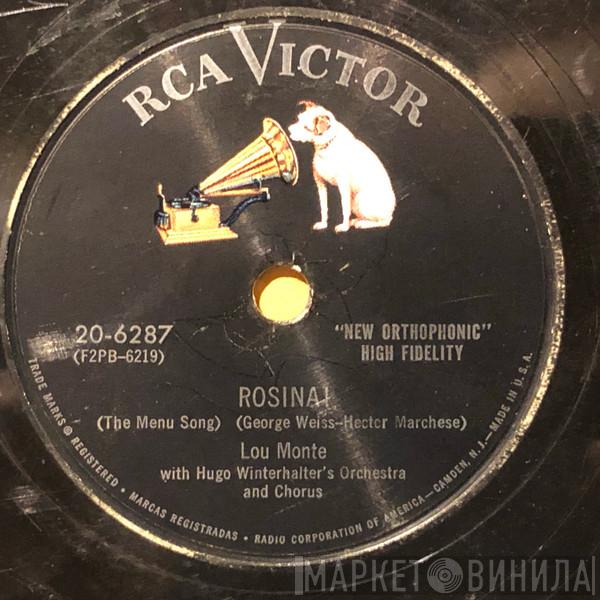 RCA VICTOR
20-6287
(F2PB-6219)
"NEW ORTHOPHONIC"
HIGH FIDELITY
ROSINA!
(The Menu Song) (George Weiss-Hector Marchese)
Lou Monte
with Hugo Winterhalter's Orchestra
and Chorus
TRADE MARKS ® REGISTERED • MARCAS REGISTRADAS • RADIO CORPORATION OF AMERICA—CAMDEN, N.J.—MADE IN U.S.A.
МАРКЕТ ВИНИЛА